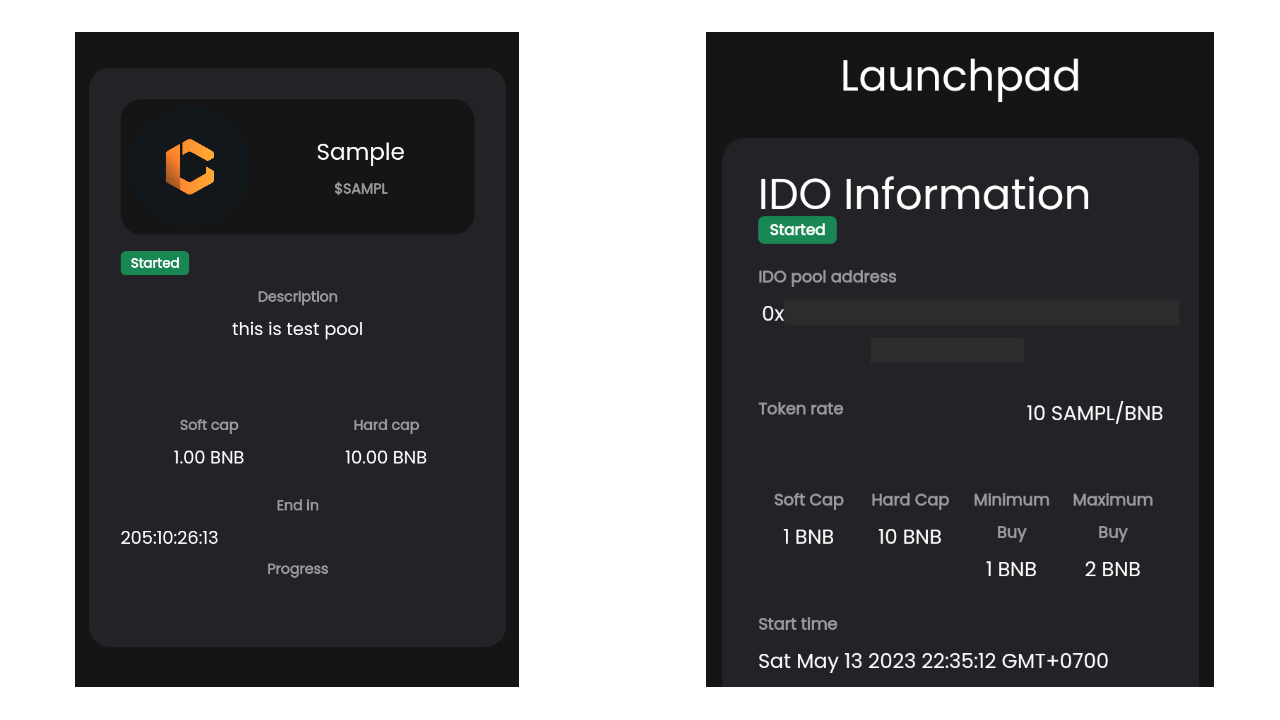 Sample
$SAMPL
Started
Description
this is test pool
Soft cap
Hard cap
1.00 BNB
10.00 BNB
End in
205:10:26:13
Progress
Launchpad
IDO Information
Started
IDO pool address
0x
Token rate
10 SAMPL/BNB
Soft Cap
Hard Cap
Minimum Buy
Maximum Buy
1 BNB
10 BNB
1 BNB
2 BNB
Start time
Sat May 13 2023 22:35:12 GMT+0700